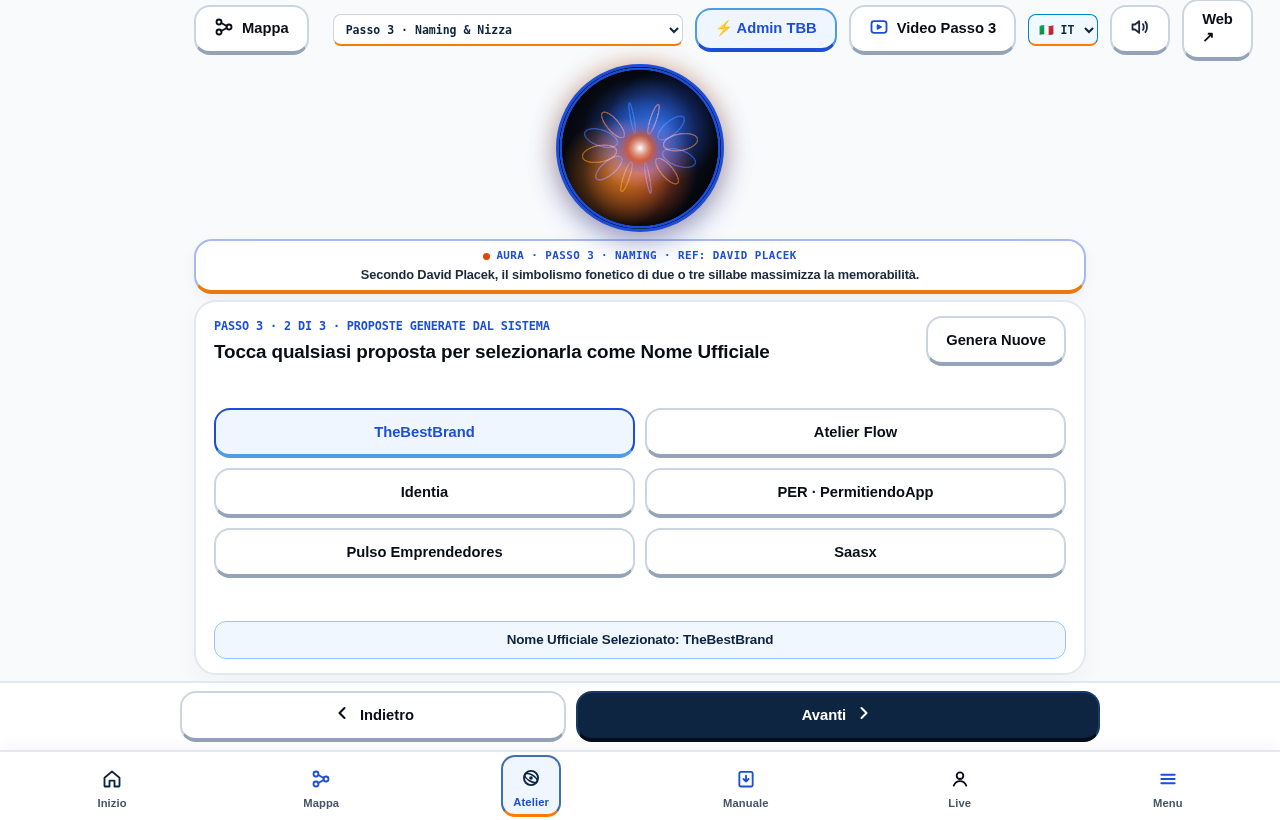 Mappa
Passo 3 · Naming & Nizza
⚡ Admin TBB
Video Passo 3
🇮🇹 IT
Web ↗
AURA · PASSO 3 · NAMING · REF: DAVID PLACEK
Secondo David Placek, il simbolismo fonetico di due o tre sillabe massimizza la memorabilità.
PASSO 3 · 2 DI 3 · PROPOSTE GENERATE DAL SISTEMA
Tocca qualsiasi proposta per selezionarla come Nome Ufficiale
Genera Nuove
TheBestBrand
Atelier Flow
Identia
PER · PermitiendoApp
Pulso Emprendedores
Saasx
Nome Ufficiale Selezionato: TheBestBrand
Indietro
Avanti
Inizio
Mappa
Atelier
Manuale
Live
Menu